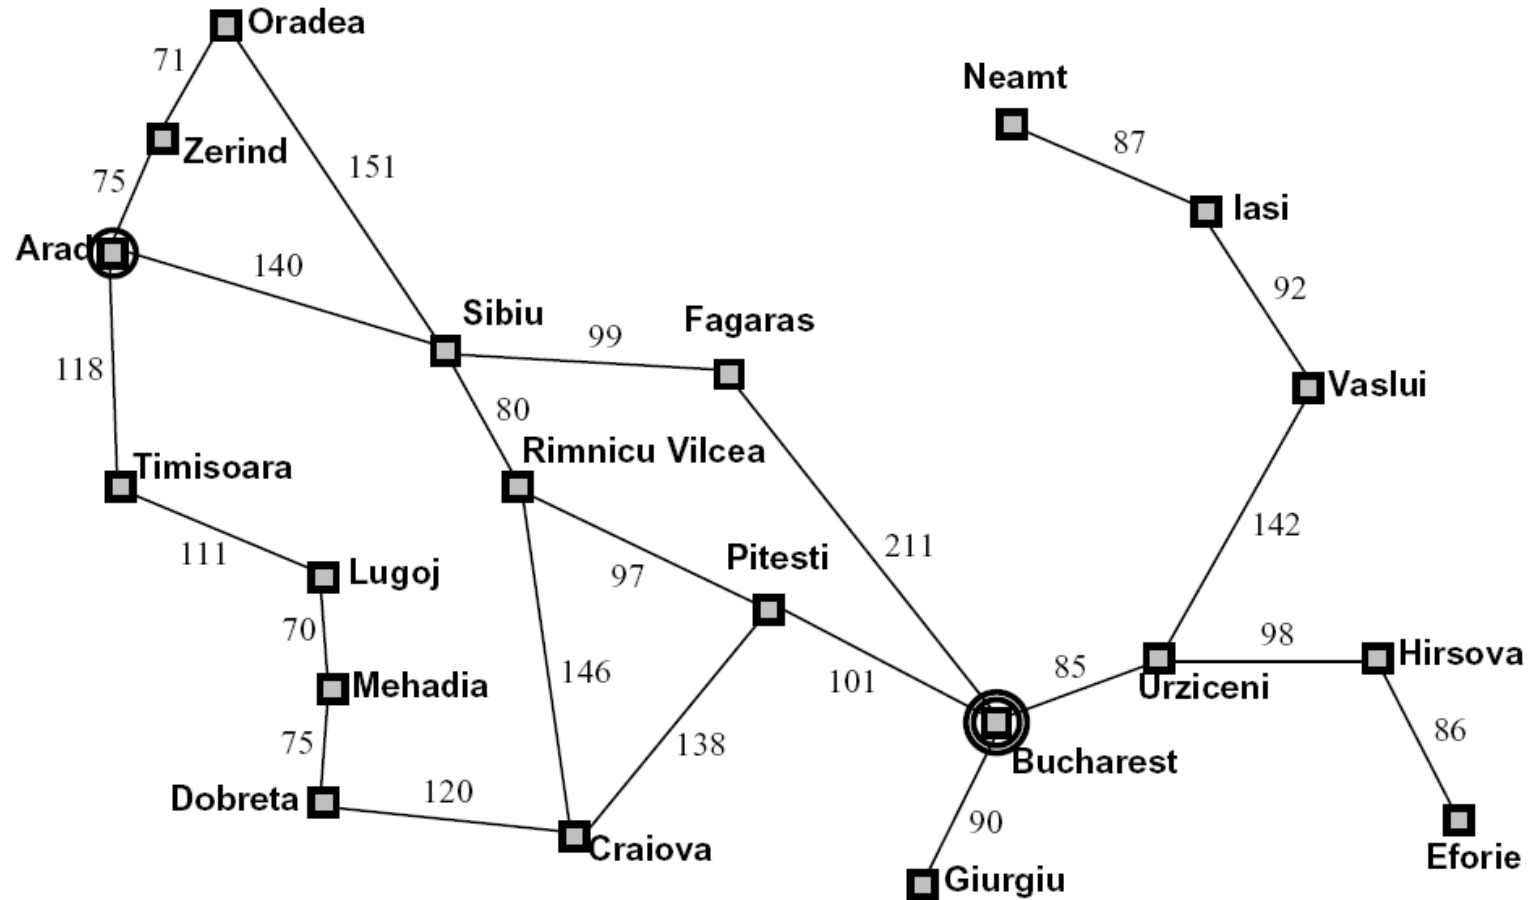 Oradea
71
Neamt
87
Zerind
151
75
Iasi
Arad
140
92
Sibiu
Fagaras
99
118
Vaslui
80
Rimnicu Vilcea
Timisoara
142
211
111
Pitesti
Lugoj
97
70
98
Hirsova
85
146
101
Urziceni
Mehadia
75
138
86
Bucharest
Dobreta
120
90
Craiova
Eforie
Giurgiu